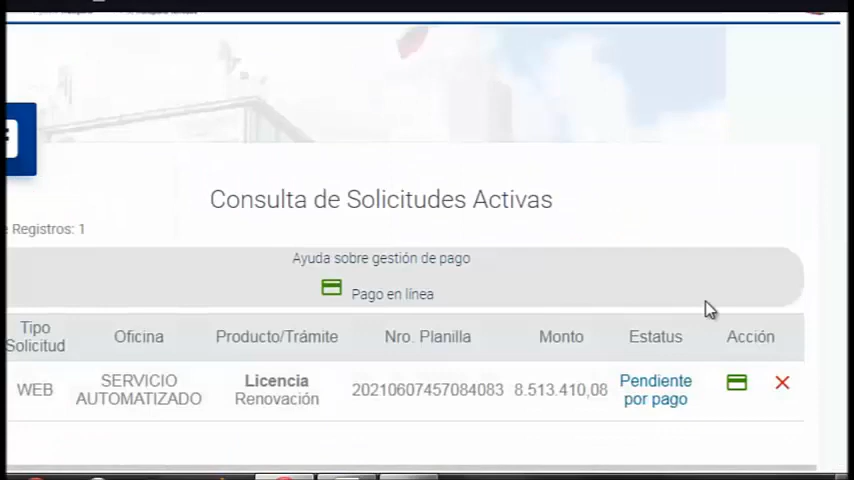 Consulta de Solicitudes Activas
e Registros: 1
Ayuda sobre gestión de pago
Pago en línea
Tipo
Solicitud
Oficina
Producto/Trámite
Nro. Planilla
Monto
Estatus
Acción
WEB
SERVICIO
AUTOMATIZADO
Licencia
Renovación
20210607457084083
8.513.410,08
Pendiente
por pago